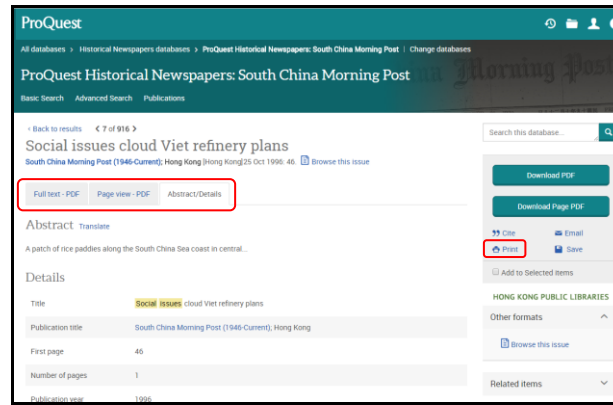 ProQuest
All databases > Historical Newspapers databases > ProQuest Historical Newspapers: South China Morning Post | Change databases
ProQuest Historical Newspapers: South China Morning Post
Basic Search Advanced Search Publications
‹ Back to results ❮ 7 of 916 ❯
Social issues cloud Viet refinery plans
South China Morning Post (1946-Current); Hong Kong [Hong Kong]25 Oct 1996: 46. Browse this issue
Full text - PDF Page view - PDF Abstract/Details
Abstract Translate
A patch of rice paddies along the South China Sea coast in central...
Details
Title Social issues cloud Viet refinery plans
Publication title South China Morning Post (1946-Current); Hong Kong
First page 46
Number of pages 1
Publication year 1996
Search this database...
Download PDF
Download Page PDF
Cite Email
Print Save
Add to Selected items
HONG KONG PUBLIC LIBRARIES
Other formats
Browse this issue
Related items